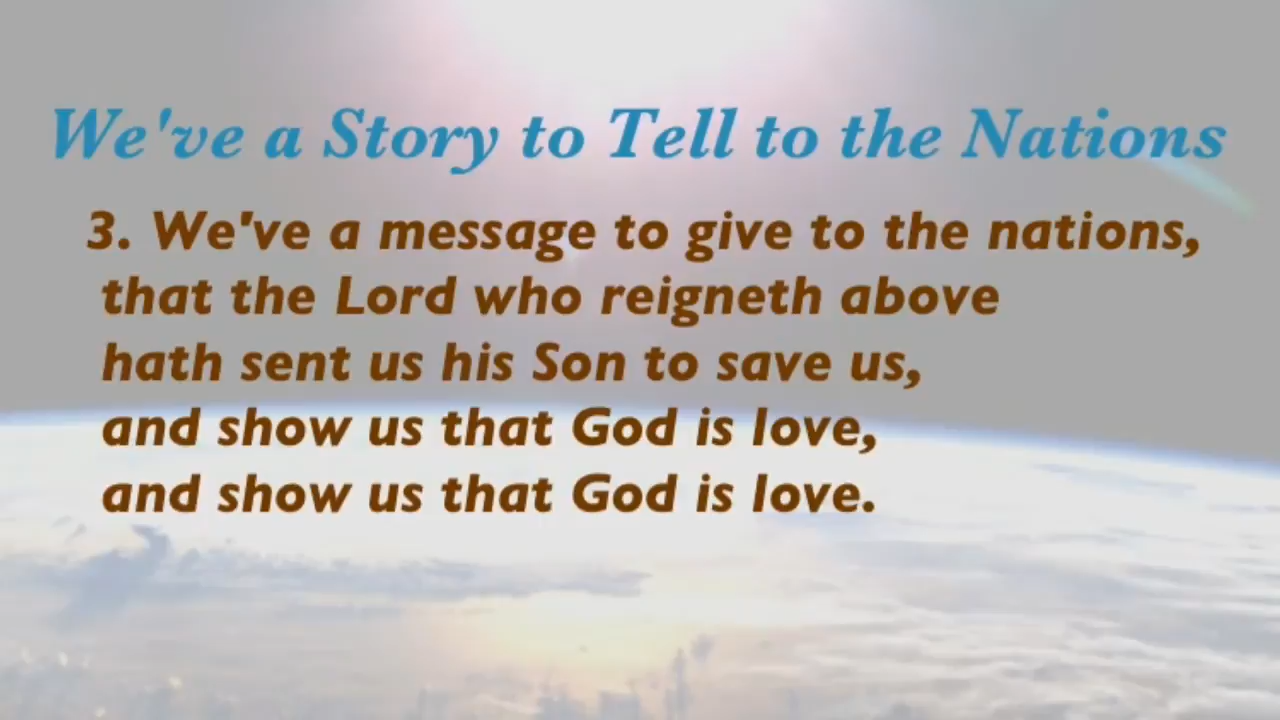 We've a Story to Tell to the Nations
3. We've a message to give to the nations,
that the Lord who reigneth above
hath sent us his Son to save us,
and show us that God is love,
and show us that God is love.